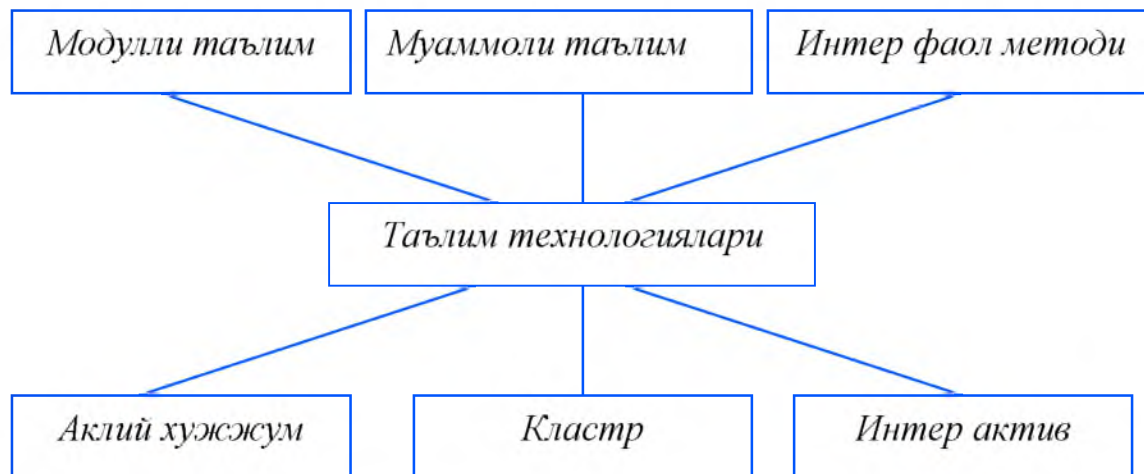 Модулли таълим
Муаммоли таълим
Интер фаол методи
Таълим технологиялари
Аклий хужжум
Кластр
Интер актив